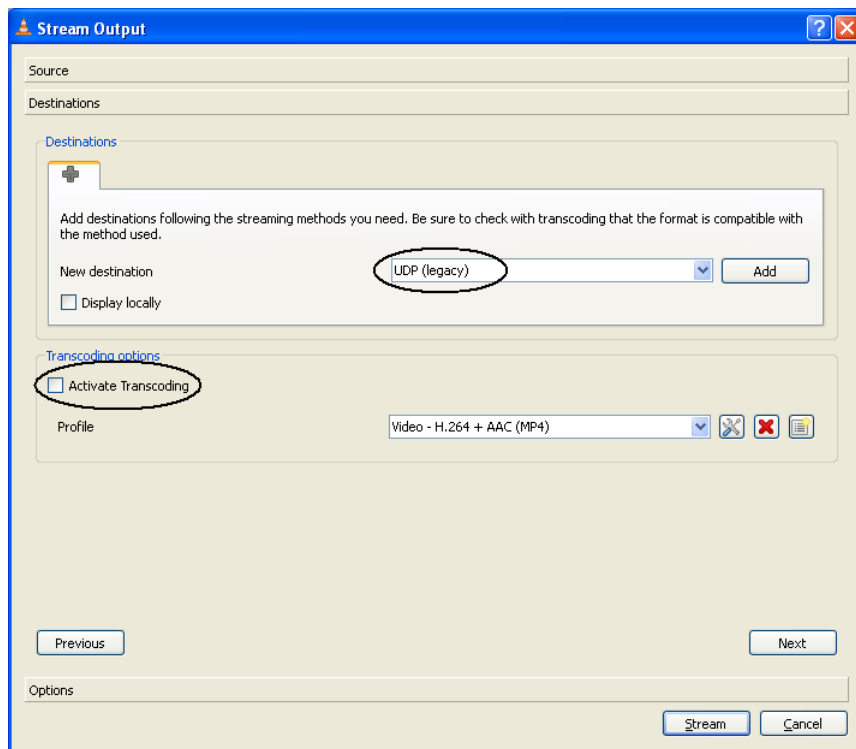 Stream Output
Source
Destinations
Destinations
Add destinations following the streaming methods you need. Be sure to check with transcoding that the format is compatible with
the method used.
New destination UDP (legacy) Add
Display locally
Transcoding options
Activate Transcoding
Profile Video - H.264 + AAC (MP4)
Previous Next
Options
Stream Cancel